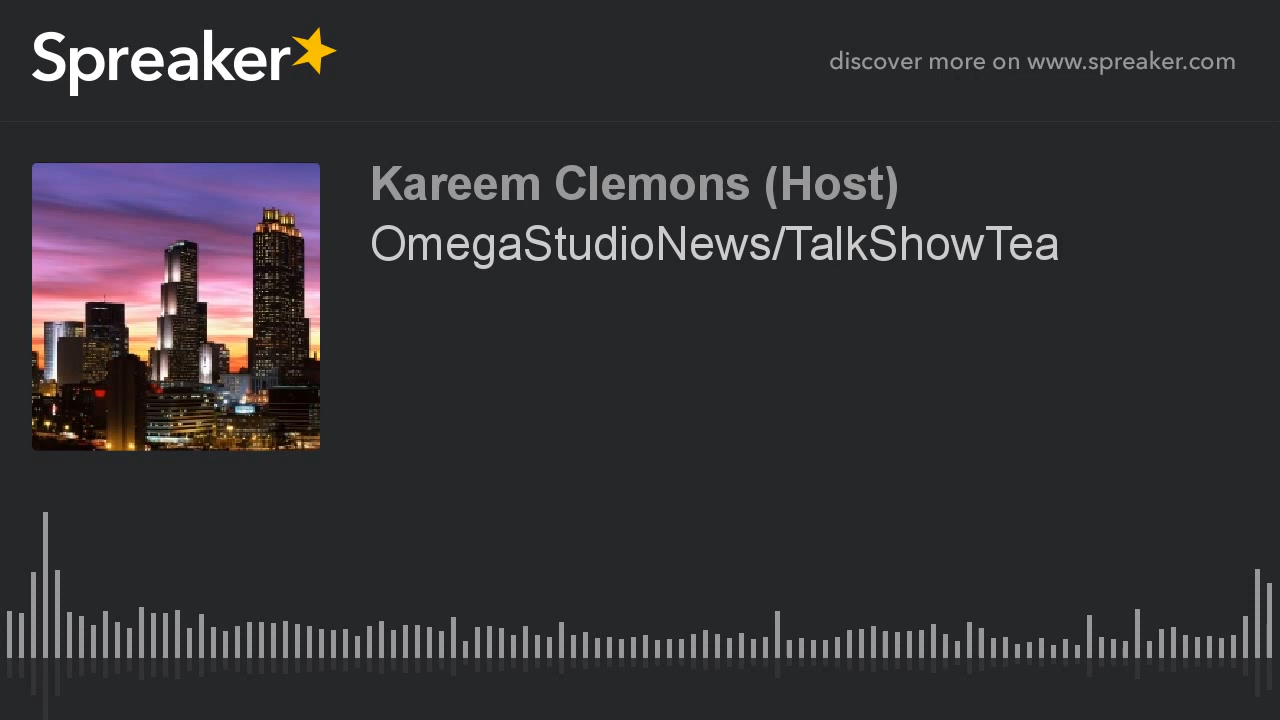 Spreaker
discover more on www.spreaker.com
Kareem Clemons (Host)
OmegaStudioNews/TalkShowTea